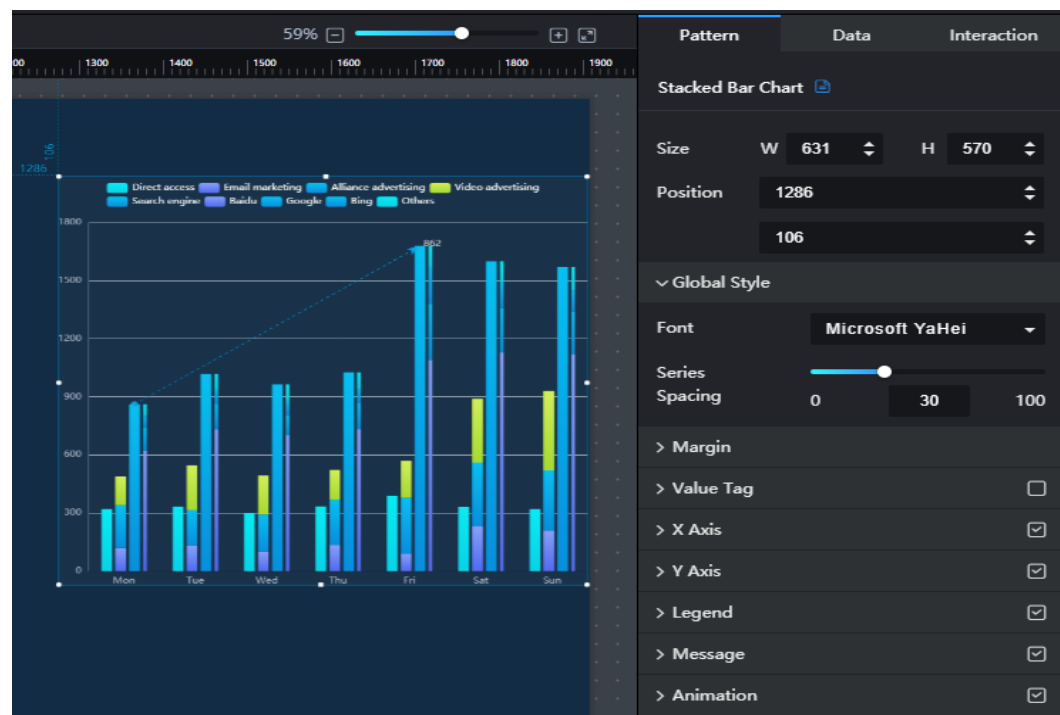 59%
00 1300 1400 1500 1600 1700 1800 1900
106
1286
Direct access Email marketing Alliance advertising Video advertising
Search engine Baidu Google Bing Others
1800
862
1500
1200
900
600
300
0
Mon Tue Wed Thu Fri Sat Sun
Pattern Data Interaction
Stacked Bar Chart
Size W 631 H 570
Position 1286
106
Global Style
Font Microsoft YaHei
Series
Spacing
0 30 100
Margin
Value Tag
X Axis
Y Axis
Legend
Message
Animation